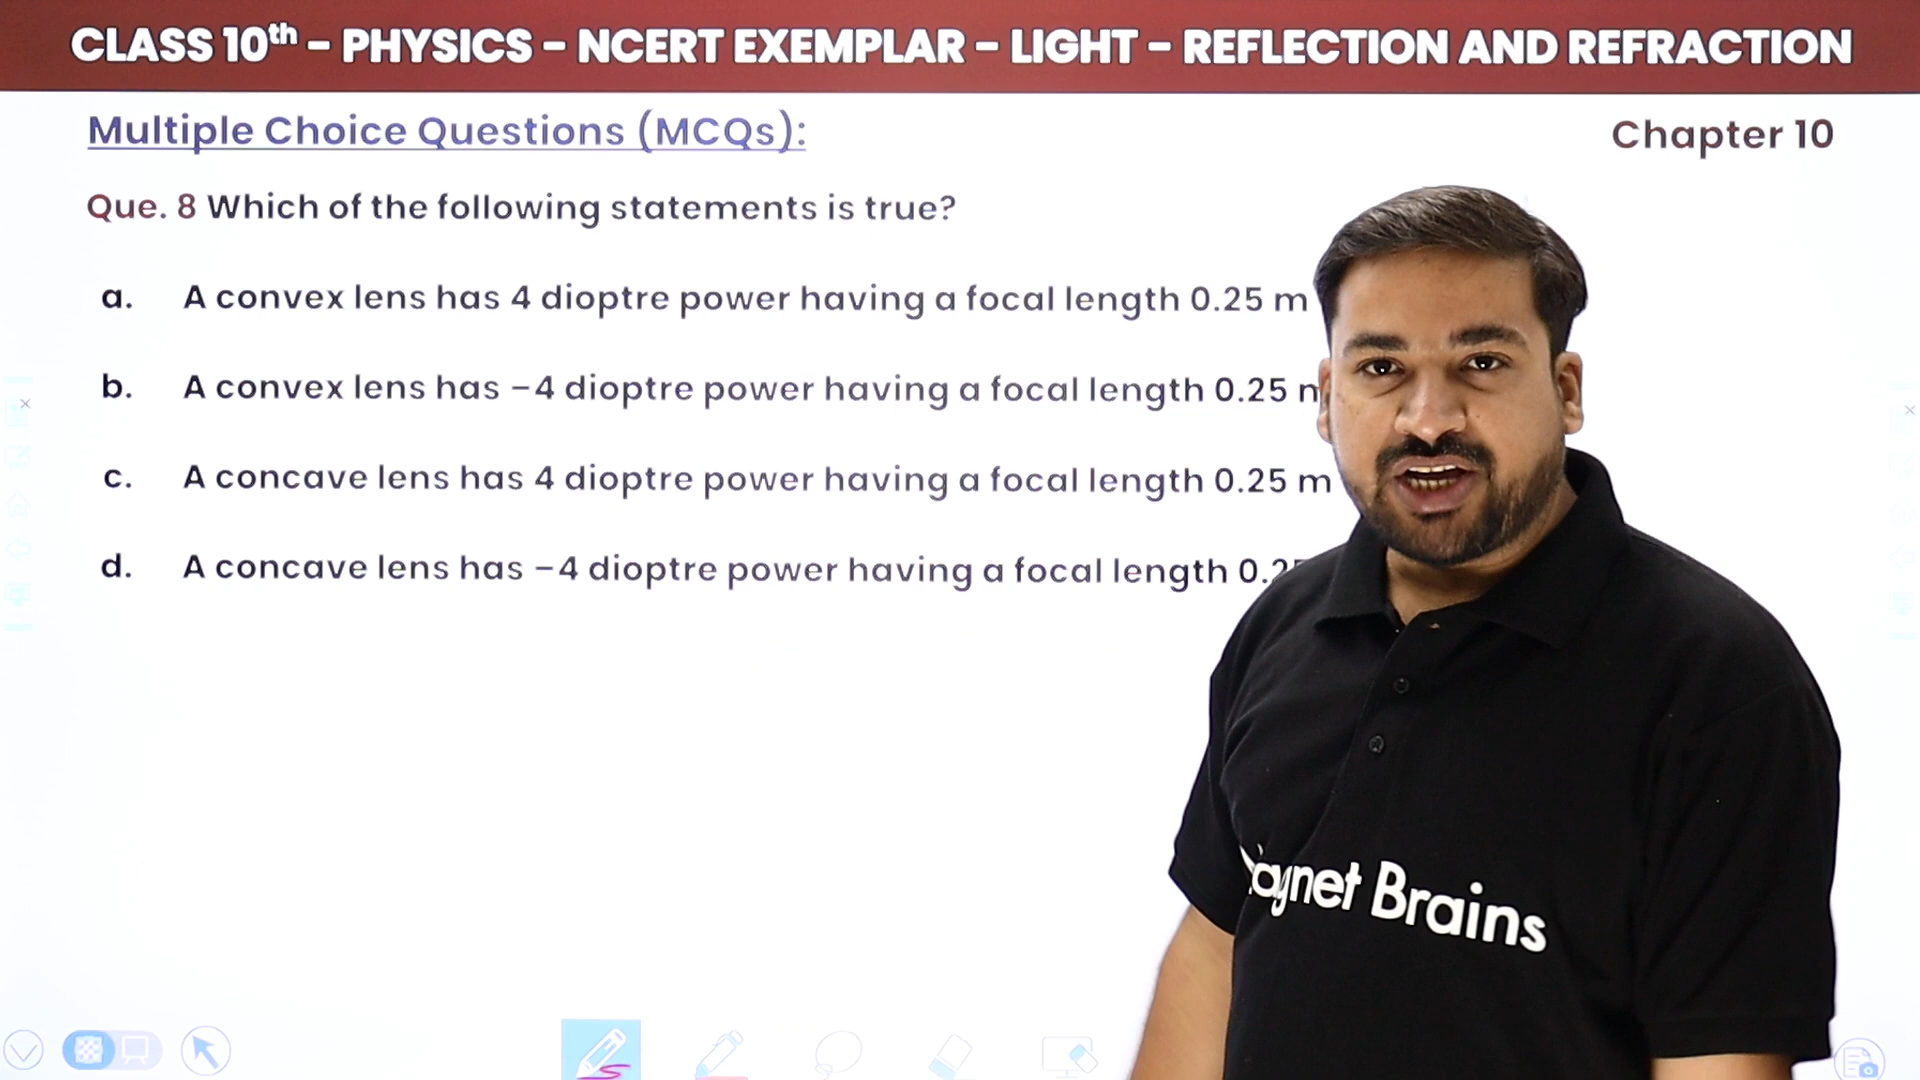 CLASS 10th – PHYSICS – NCERT EXEMPLAR – LIGHT – REFLECTION AND REFRACTION
Multiple Choice Questions (MCQs):
Chapter 10
Que. 8 Which of the following statements is true?
a. A convex lens has 4 dioptre power having a focal length 0.25 m
b. A convex lens has –4 dioptre power having a focal length 0.25
c. A concave lens has 4 dioptre power having a focal length 0.25 m
d. A concave lens has –4 dioptre power having a focal length
Brains